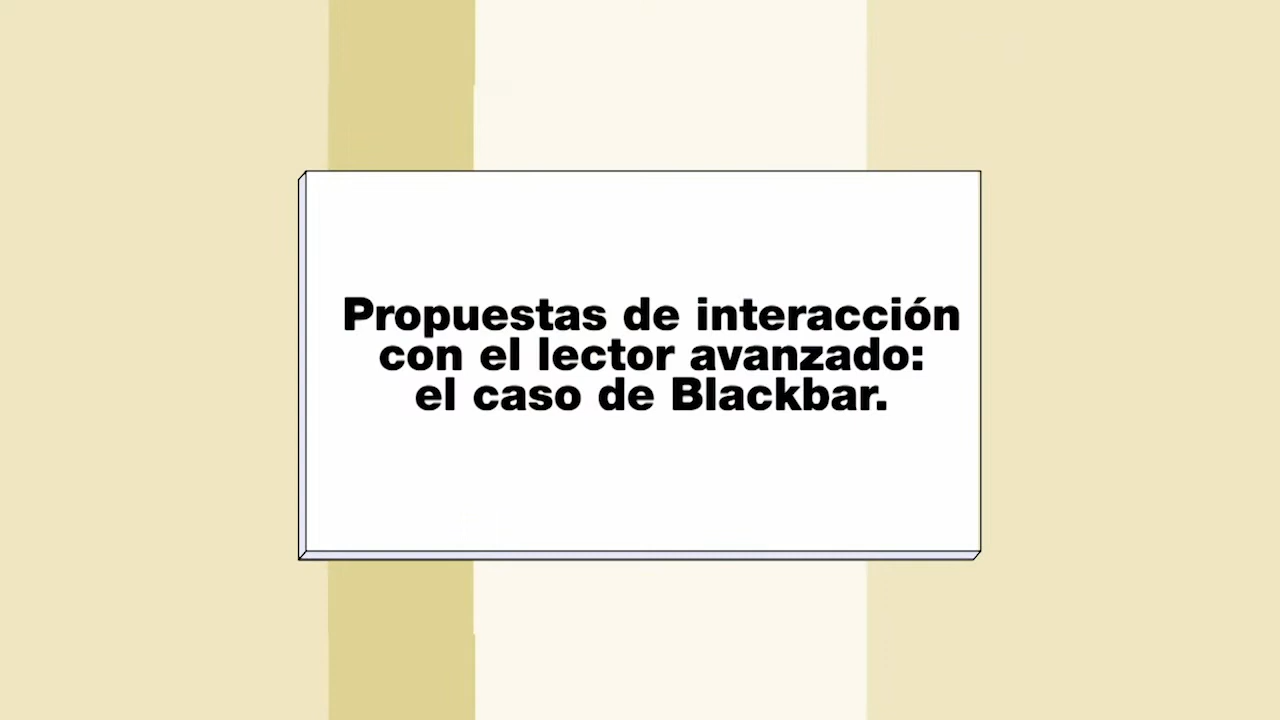 Propuestas de interacción
con el lector avanzado:
el caso de Blackbar.